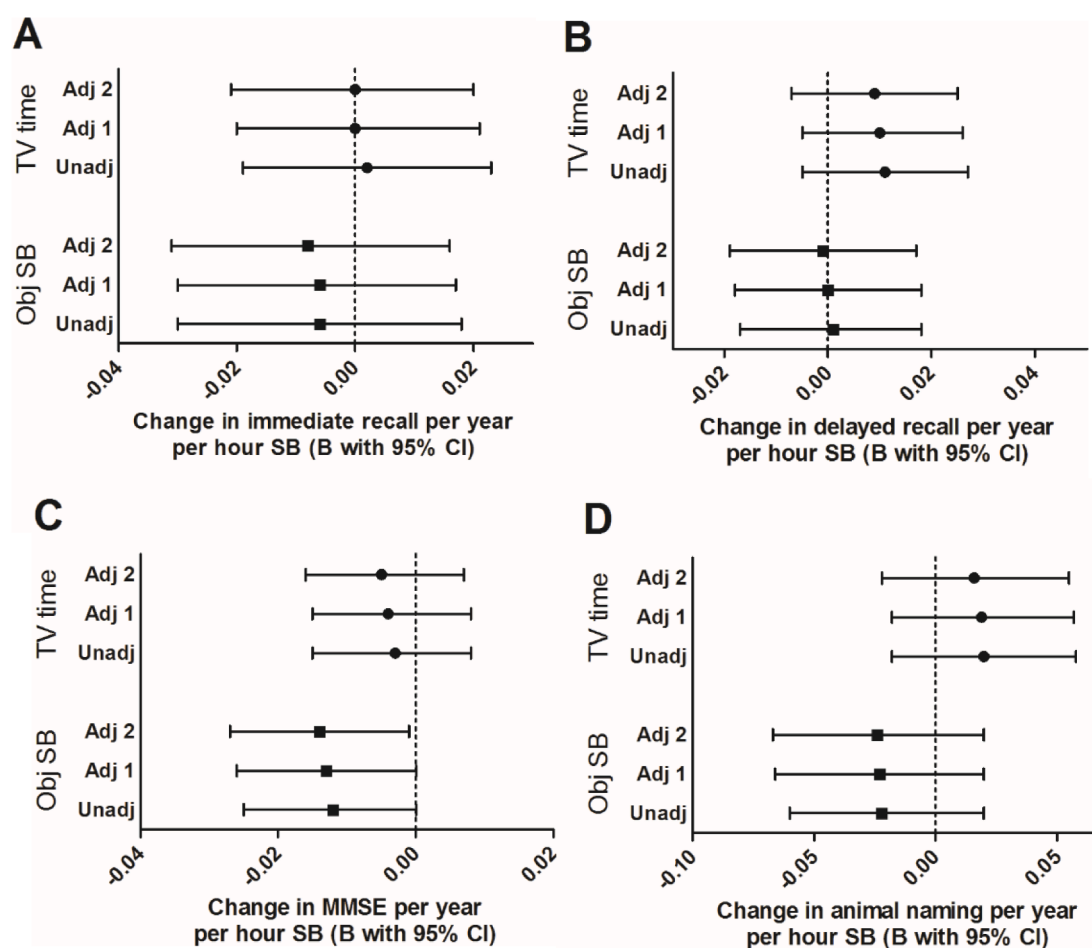 A
TV time
Adj 2
Adj 1
Unadj
Obj SB
Adj 2
Adj 1
Unadj
-0.04
-0.02
0.00
0.02
Change in immediate recall per year
per hour SB (B with 95% CI)
B
TV time
Adj 2
Adj 1
Unadj
Obj SB
Adj 2
Adj 1
Unadj
-0.02
0.00
0.02
0.04
Change in delayed recall per year
per hour SB (B with 95% CI)
C
TV time
Adj 2
Adj 1
Unadj
Obj SB
Adj 2
Adj 1
Unadj
-0.04
-0.02
0.00
0.02
Change in MMSE per year
per hour SB (B with 95% CI)
D
TV time
Adj 2
Adj 1
Unadj
Obj SB
Adj 2
Adj 1
Unadj
-0.10
-0.05
0.00
0.05
Change in animal naming per year
per hour SB (B with 95% CI)